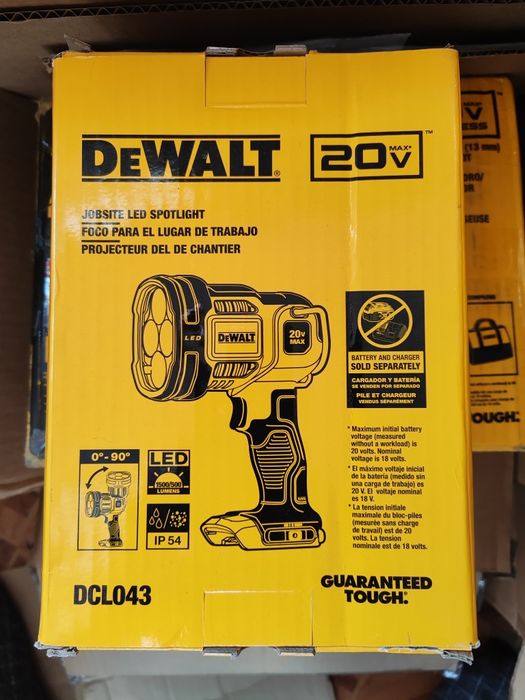 DEWALT®
20V MAX* ™
JOBSITE LED SPOTLIGHT
FOCO PARA EL LUGAR DE TRABAJO
PROJECTEUR DEL DE CHANTIER
LED
DEWALT
20V
MAX
BATTERY AND CHARGER
SOLD SEPARATELY
CARGADOR Y BATERÍA
SE VENDEN POR SEPARADO
PILE ET CHARGEUR
VENDUS SÉPARÉMENT
0°- 90°
LED
1500/500
LUMENS
IP 54
* Maximum initial battery
voltage (measured
without a workload) is
20 volts. Nominal
voltage is 18 volts.
* El máximo voltaje inicial
de la batería (medido sin
una carga de trabajo) es
20 V. El voltaje nominal
es 18 V.
* La tension initiale
maximale du bloc-piles
(mesurée sans charge
de travail) est de 20
volts. La tension
nominale est de 18 volts.
DCL043
GUARANTEED
TOUGH.®
MAX*
V
ESS
(13 mm)
TOUGH.®